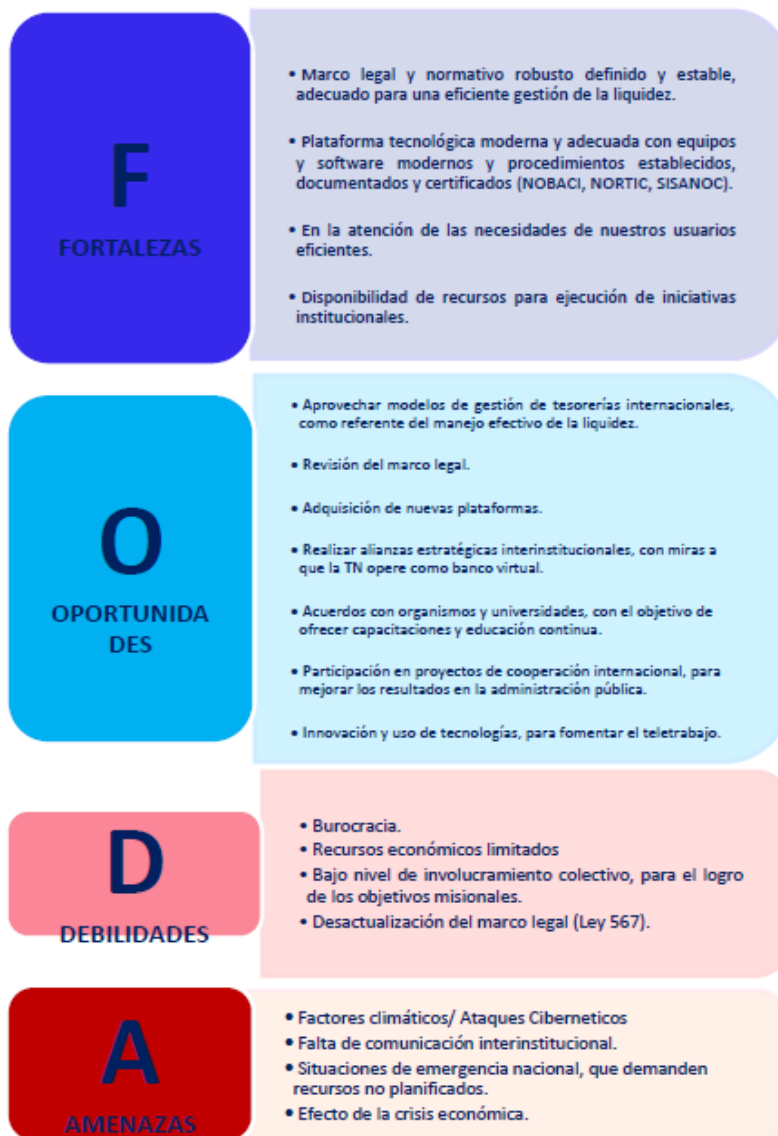 F
FORTALEZAS
• Marco legal y normativo robusto definido y estable,
adecuado para una eficiente gestión de la liquidez.
• Plataforma tecnológica moderna y adecuada con equipos
y software modernos y procedimientos establecidos,
documentados y certificados (NOBACI, NORTIC, SISANOC).
• En la atención de las necesidades de nuestros usuarios
eficientes.
• Disponibilidad de recursos para ejecución de iniciativas
institucionales.
O
OPORTUNIDA
DES
• Aprovechar modelos de gestión de tesorerías internacionales,
como referente del manejo efectivo de la liquidez.
• Revisión del marco legal.
• Adquisición de nuevas plataformas.
• Realizar alianzas estratégicas interinstitucionales, con miras a
que la TN opere como banco virtual.
• Acuerdos con organismos y universidades, con el objetivo de
ofrecer capacitaciones y educación continua.
• Participación en proyectos de cooperación internacional, para
mejorar los resultados en la administración pública.
• Innovación y uso de tecnologías, para fomentar el teletrabajo.
D
DEBILIDADES
• Burocracia.
• Recursos económicos limitados
• Bajo nivel de involucramiento colectivo, para el logro
de los objetivos misionales.
• Desactualización del marco legal (Ley 567).
A
AMENAZAS
• Factores climáticos/ Ataques Ciberneticos
• Falta de comunicación interinstitucional.
• Situaciones de emergencia nacional, que demanden
recursos no planificados.
• Efecto de la crisis económica.